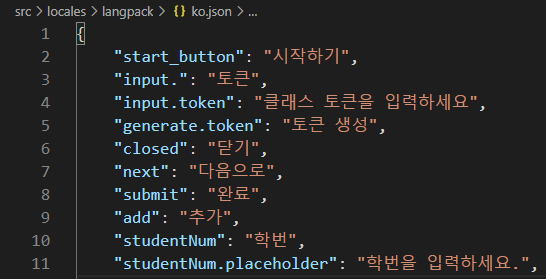 src > locales > langpack > {} ko.json > ...
1 {
2 "start_button": "시작하기",
3 "input.": "토큰",
4 "input.token": "클래스 토큰을 입력하세요",
5 "generate.token": "토큰 생성",
6 "closed": "닫기",
7 "next": "다음으로",
8 "submit": "완료",
9 "add": "추가",
10 "studentNum": "학번",
11 "studentNum.placeholder": "학번을 입력하세요.",